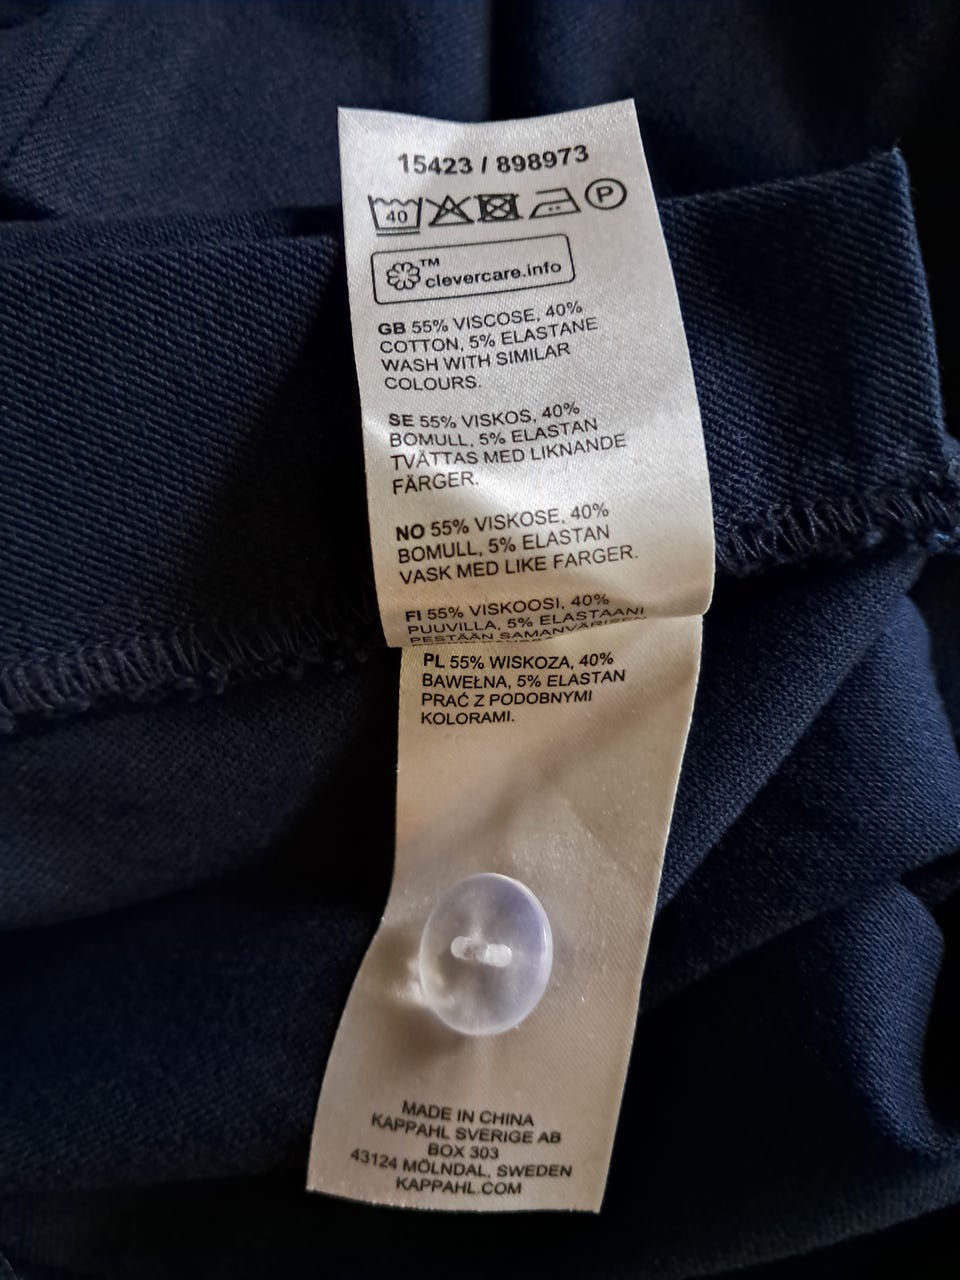 15423 / 898973
40 P
™
clevercare.info
GB 55% VISCOSE, 40%
COTTON, 5% ELASTANE
WASH WITH SIMILAR
COLOURS.
SE 55% VISKOS, 40%
BOMULL, 5% ELASTAN
TVÄTTAS MED LIKNANDE
FÄRGER.
NO 55% VISKOSE, 40%
BOMULL, 5% ELASTAN
VASK MED LIKE FARGER.
FI 55% VISKOOSI, 40%
PUUVILLA, 5% ELASTAANI
PESTÄÄN SAMANVÄRISEN
PL 55% WISKOZA, 40%
BAWEŁNA, 5% ELASTAN
PRAĆ Z PODOBNYMI
KOLORAMI.
MADE IN CHINA
KAPPAHL SVERIGE AB
BOX 303
43124 MÖLNDAL, SWEDEN
KAPPAHL.COM